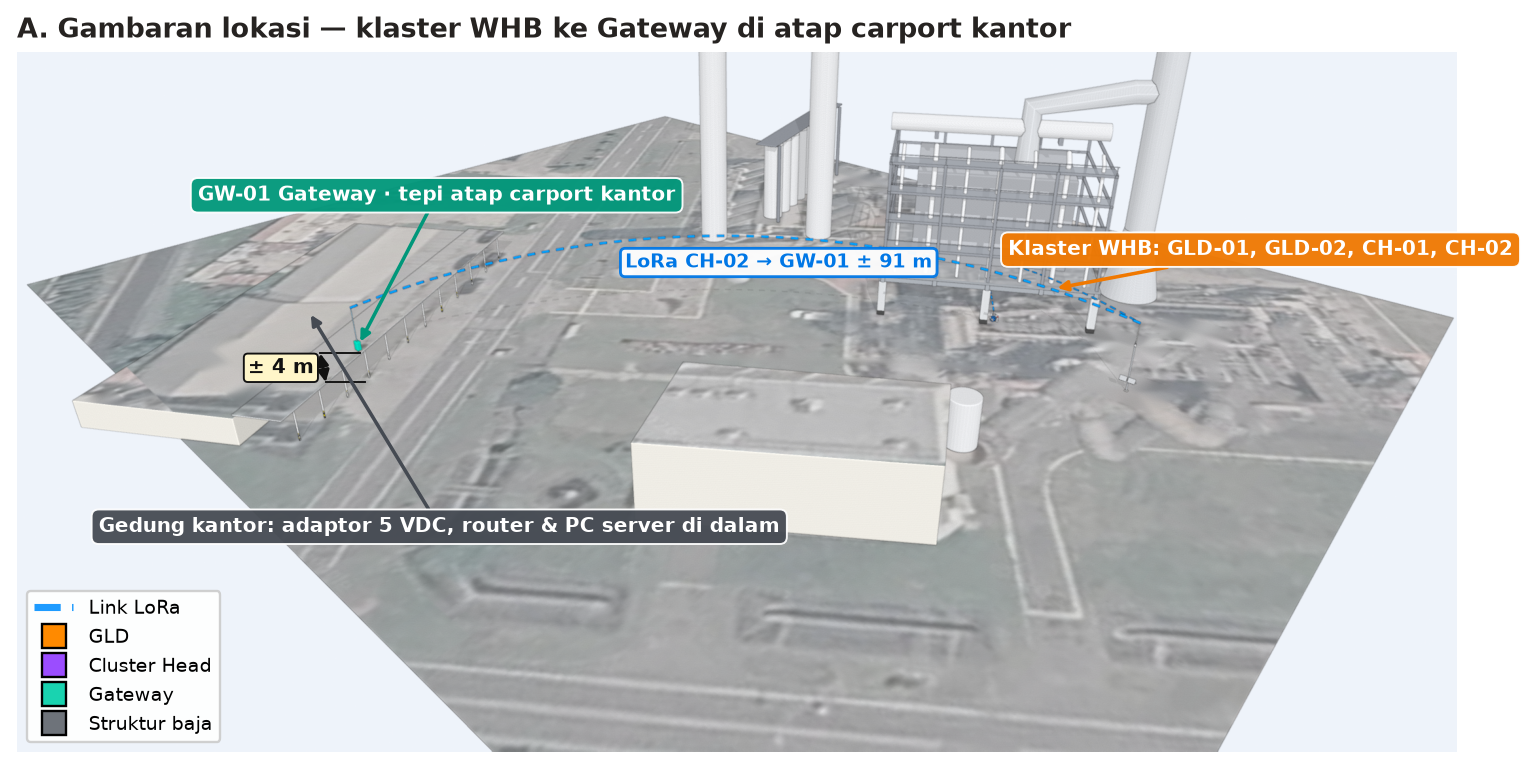 A. Gambaran lokasi — klaster WHB ke Gateway di atap carport kantor
GW-01 Gateway · tepi atap carport kantor
Klaster WHB: GLD-01, GLD-02, CH-01, CH-02
LoRa CH-02 → GW-01 ± 91 m
± 4 m
Gedung kantor: adaptor 5 VDC, router & PC server di dalam
Link LoRa
GLD
Cluster Head
Gateway
Struktur baja